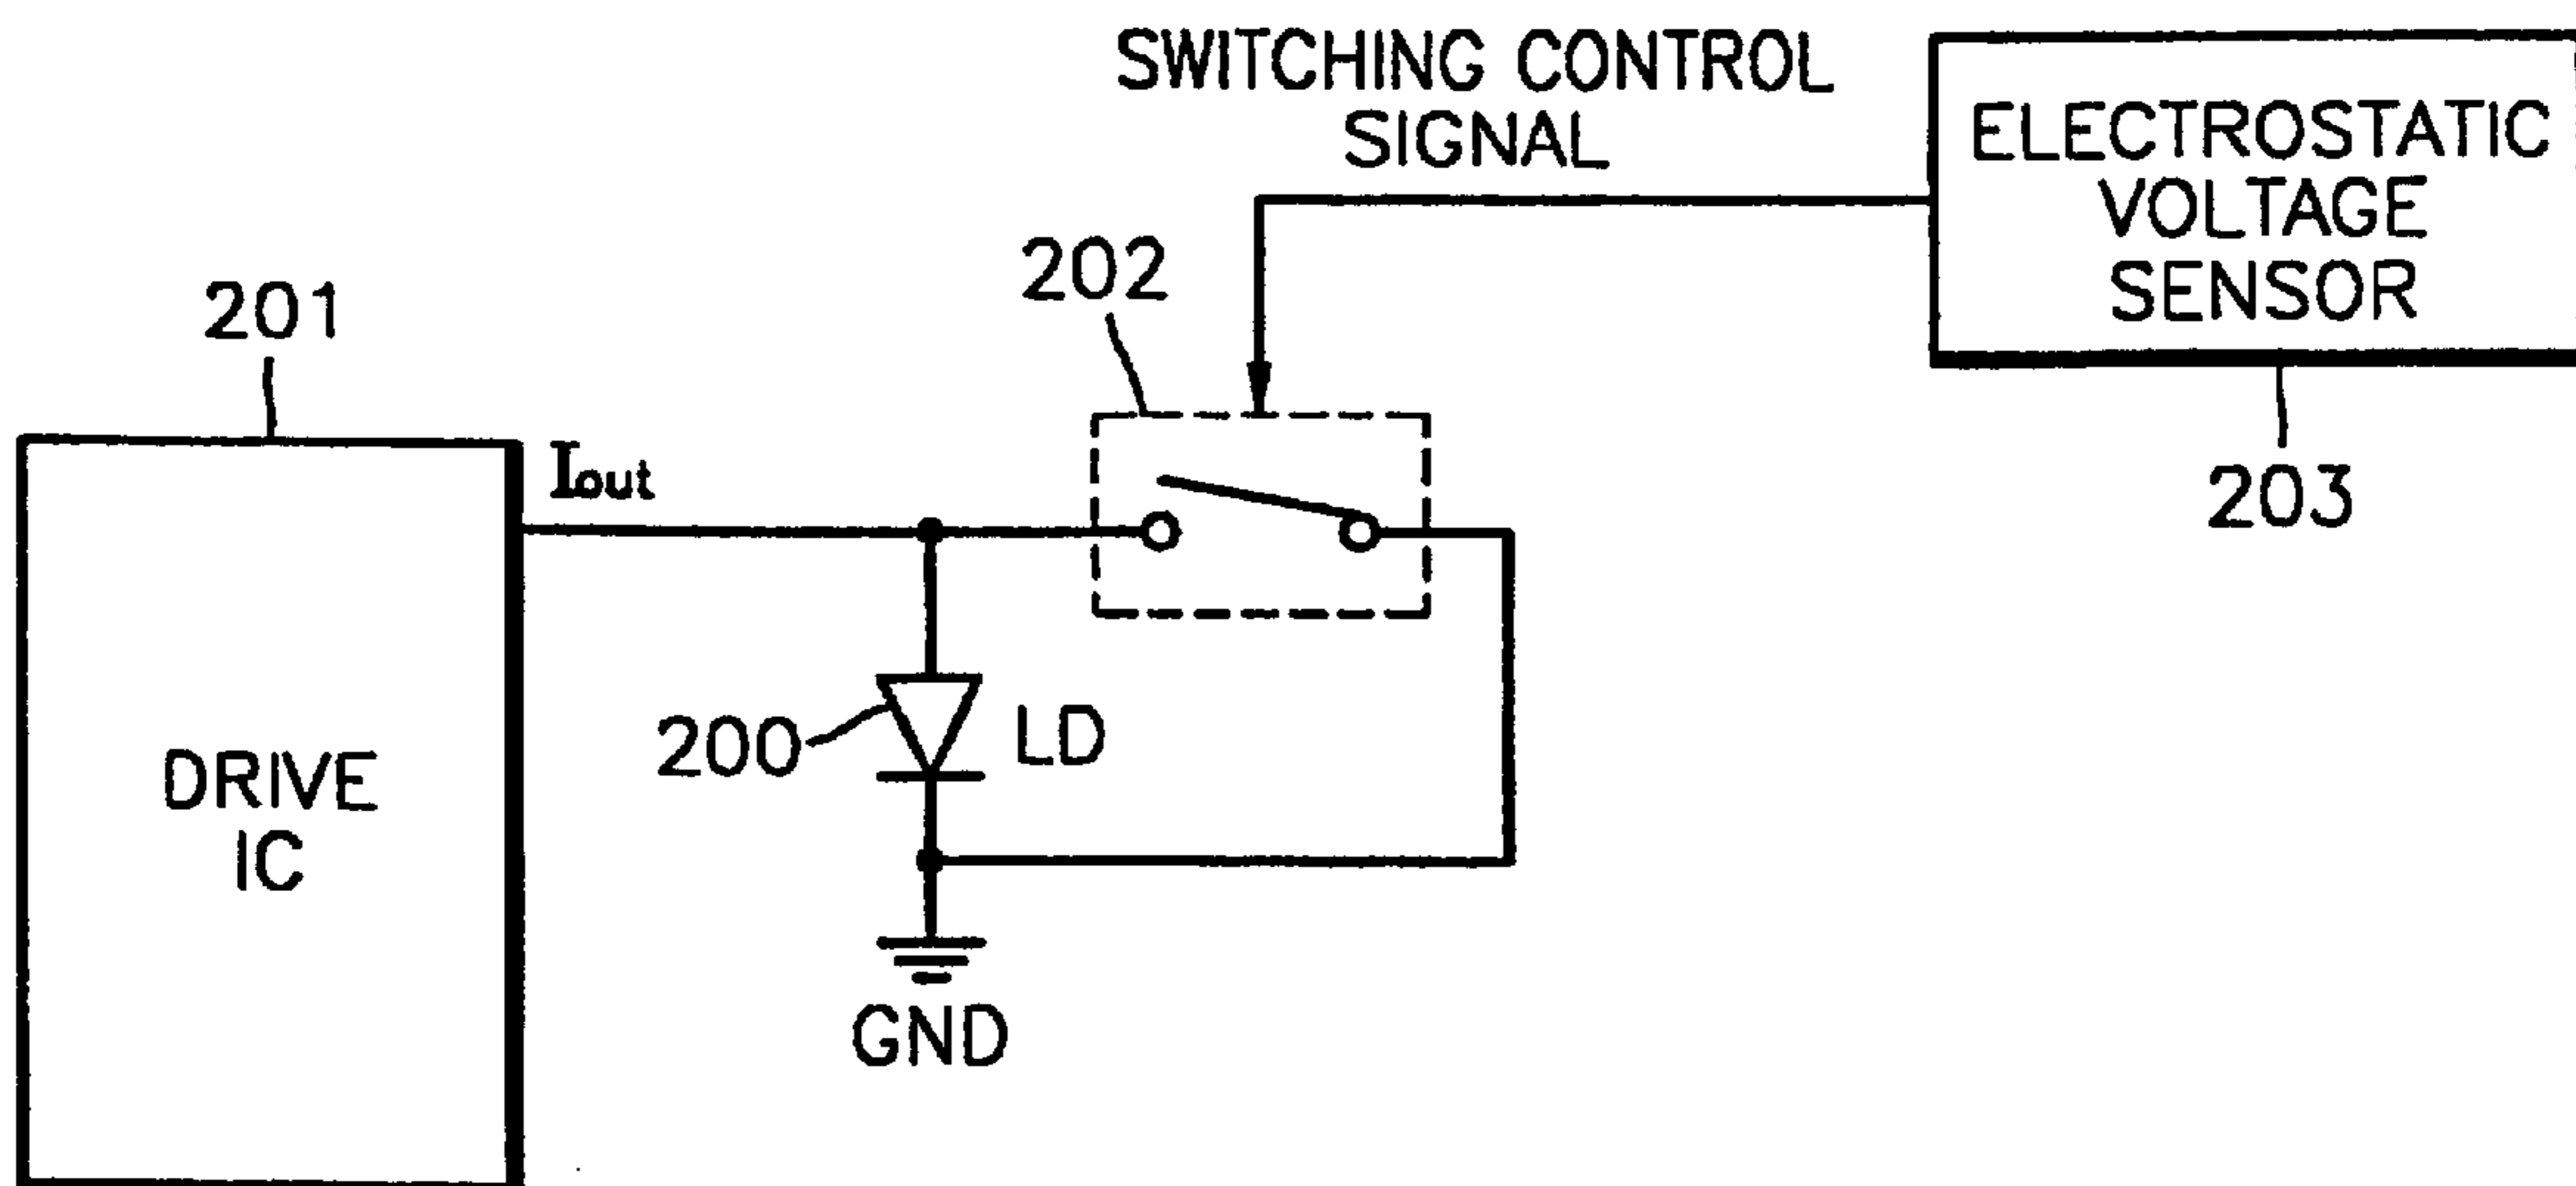 SWITCHING CONTROL
SIGNAL
ELECTROSTATIC
VOLTAGE
SENSOR
202
201
203
Iout
200
LD
DRIVE
IC
GND